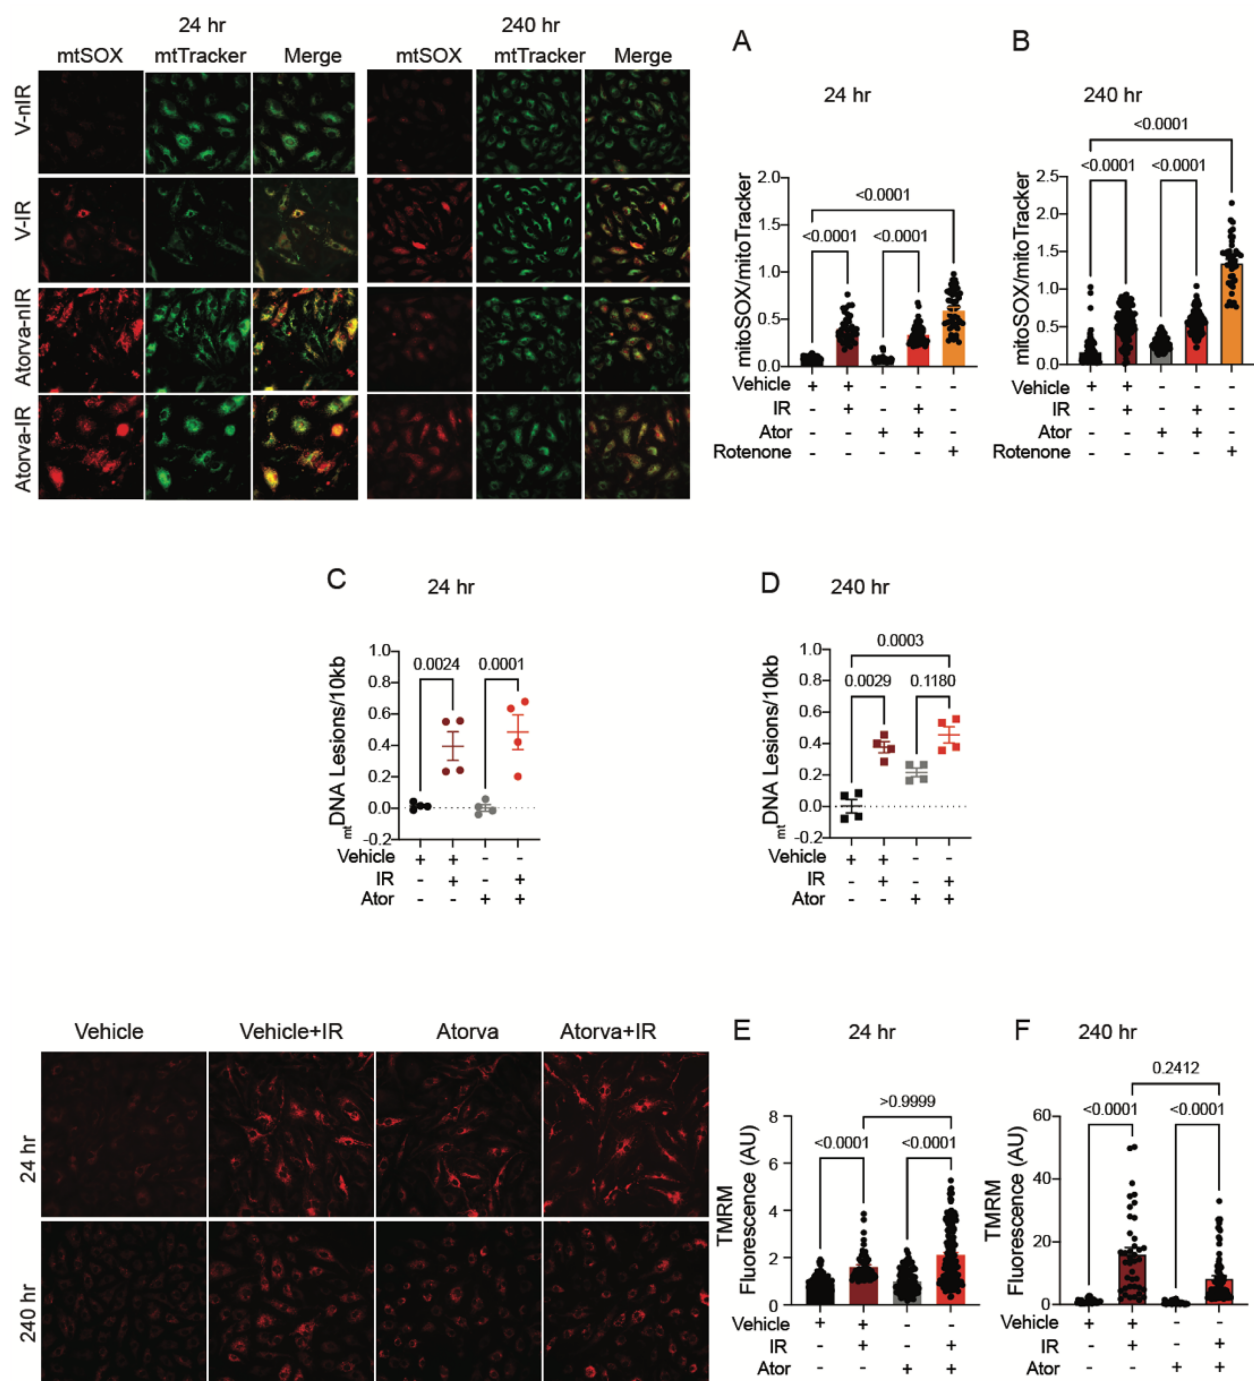 24 hr
240 hr
mtSOX mtTracker Merge
mtSOX mtTracker Merge
V-nIR
V-IR
Atorva-nIR
Atorva-IR
A
24 hr
<0.0001
<0.0001 <0.0001
mitoSOX/mitoTracker
2.0
1.5
1.0
0.5
0.0
Vehicle + + - - -
IR - + - + -
Ator - - + + -
Rotenone - - - - +
B
240 hr
<0.0001
<0.0001 <0.0001
mitoSOX/mitoTracker
2.5
2.0
1.5
1.0
0.5
0.0
Vehicle + + - - -
IR - + - + -
Ator - - + + -
Rotenone - - - - +
C
24 hr
0.0024 0.0001
mtDNA Lesions/10kb
1.0
0.8
0.6
0.4
0.2
0.0
-0.2
Vehicle + + - -
IR - + - +
Ator - - + +
D
240 hr
0.0003
0.0029 0.1180
mtDNA Lesions/10kb
1.0
0.8
0.6
0.4
0.2
0.0
-0.2
Vehicle + + - -
IR - + - +
Ator - - + +
Vehicle Vehicle+IR Atorva Atorva+IR
24 hr
240 hr
E
24 hr
>0.9999
<0.0001 <0.0001
TMRM
Fluorescence (AU)
8
6
4
2
0
Vehicle + + - -
IR - + - +
Ator - - + +
F
240 hr
0.2412
<0.0001 <0.0001
TMRM
Fluorescence (AU)
60
40
20
0
Vehicle + + - -
IR - + - +
Ator - - + +